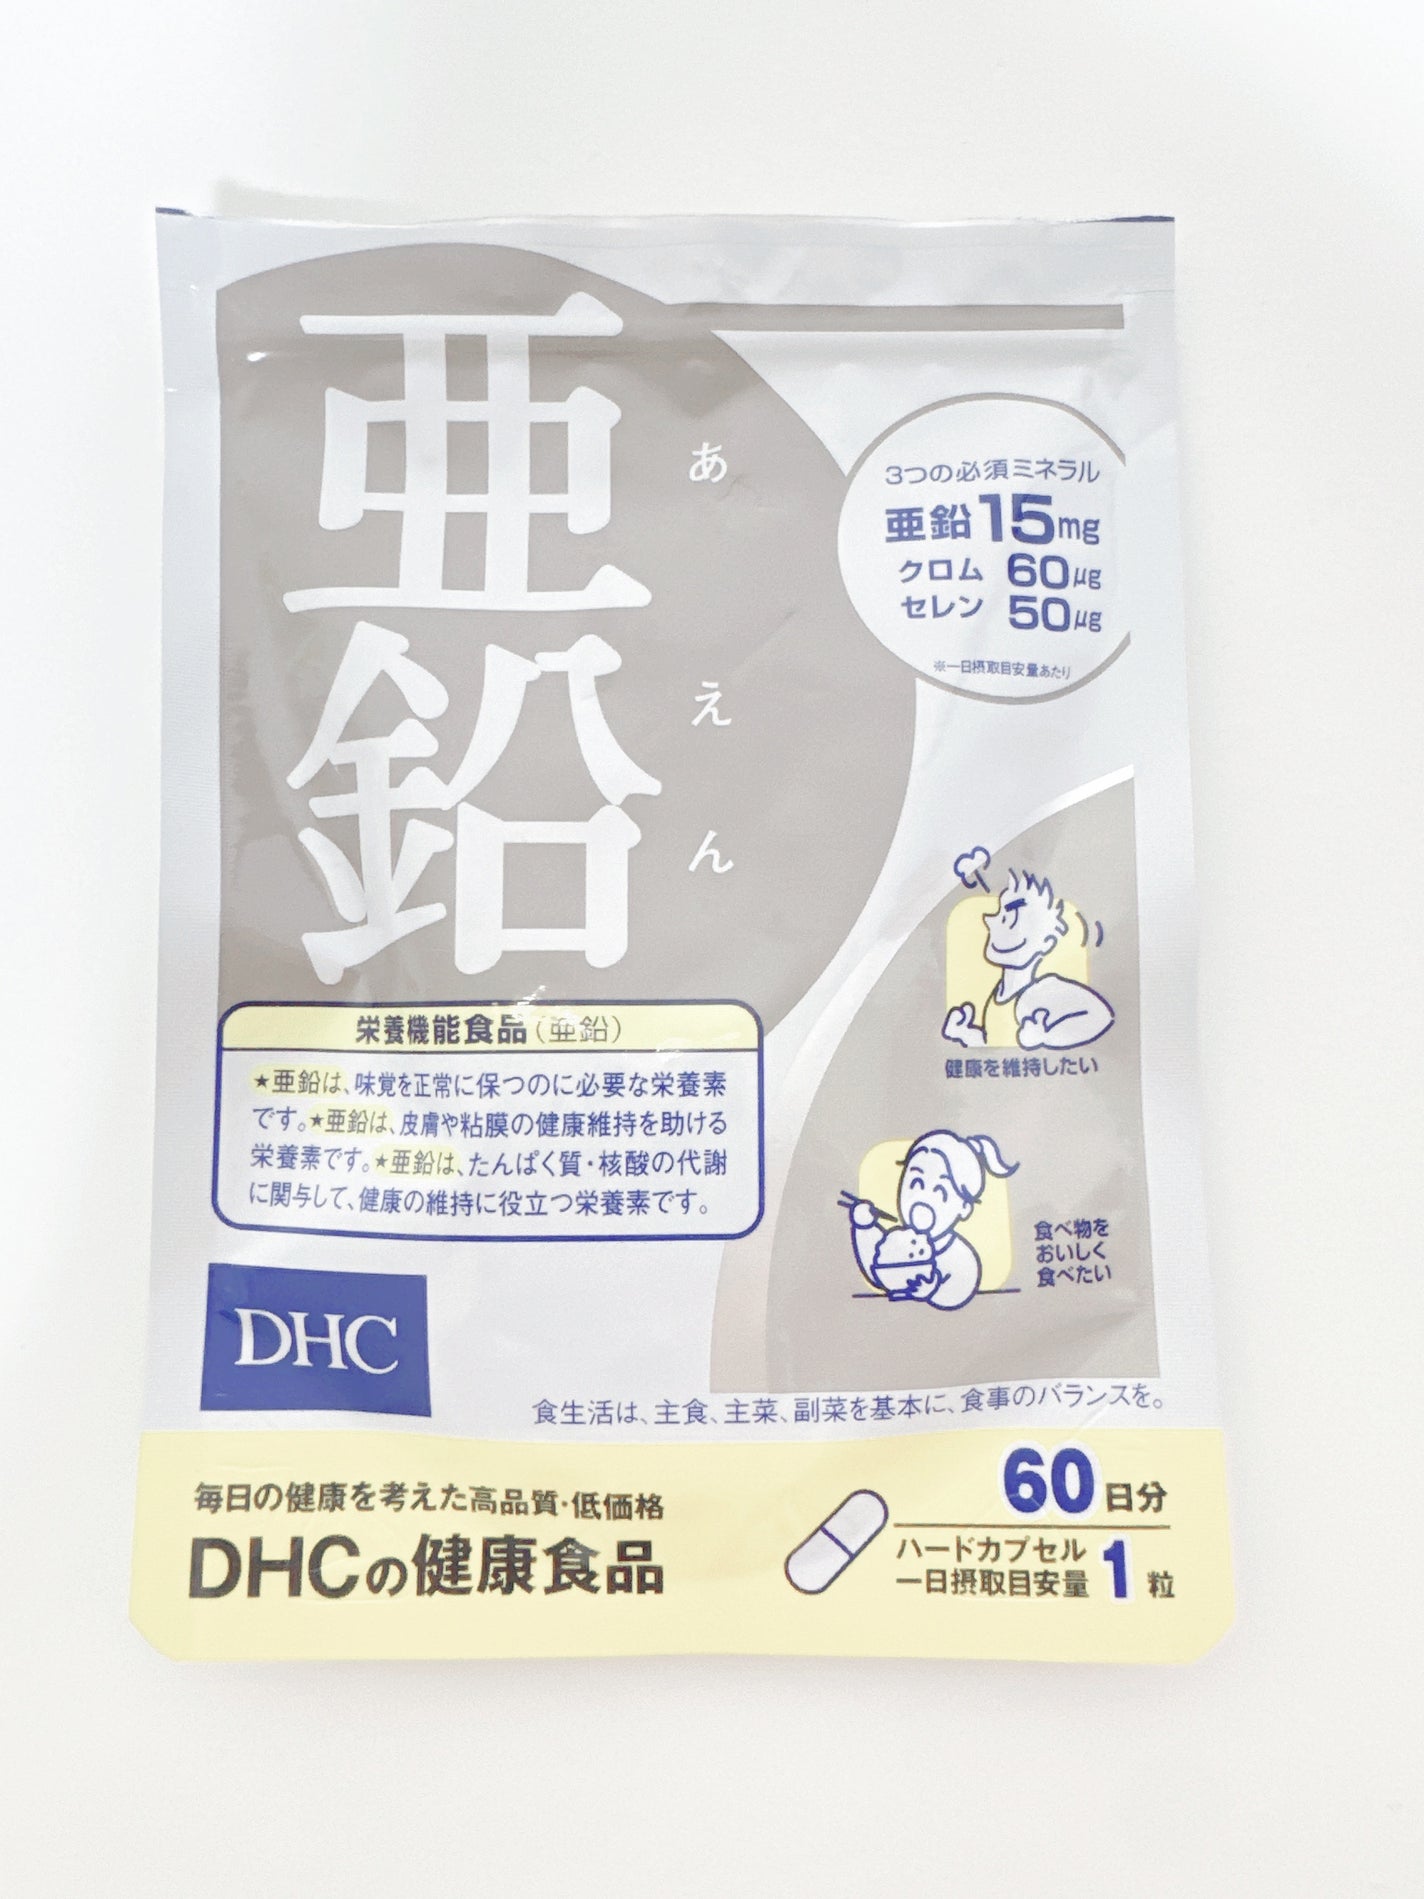 亜鉛
あえん
3つの必須ミネラル
亜鉛15mg
クロム 60μg
セレン 50μg
※一日摂取目安量あたり
健康を維持したい
食べ物を
おいしく
食べたい
栄養機能食品(亜鉛)
★亜鉛は、味覚を正常に保つのに必要な栄養素
です。★亜鉛は、皮膚や粘膜の健康維持を助ける
栄養素です。★亜鉛は、たんぱく質・核酸の代謝
に関与して、健康の維持に役立つ栄養素です。
DHC
食生活は、主食、主菜、副菜を基本に、食事のバランスを。
毎日の健康を考えた高品質・低価格
DHCの健康食品
60日分
ハードカプセル
一日摂取目安量 1粒